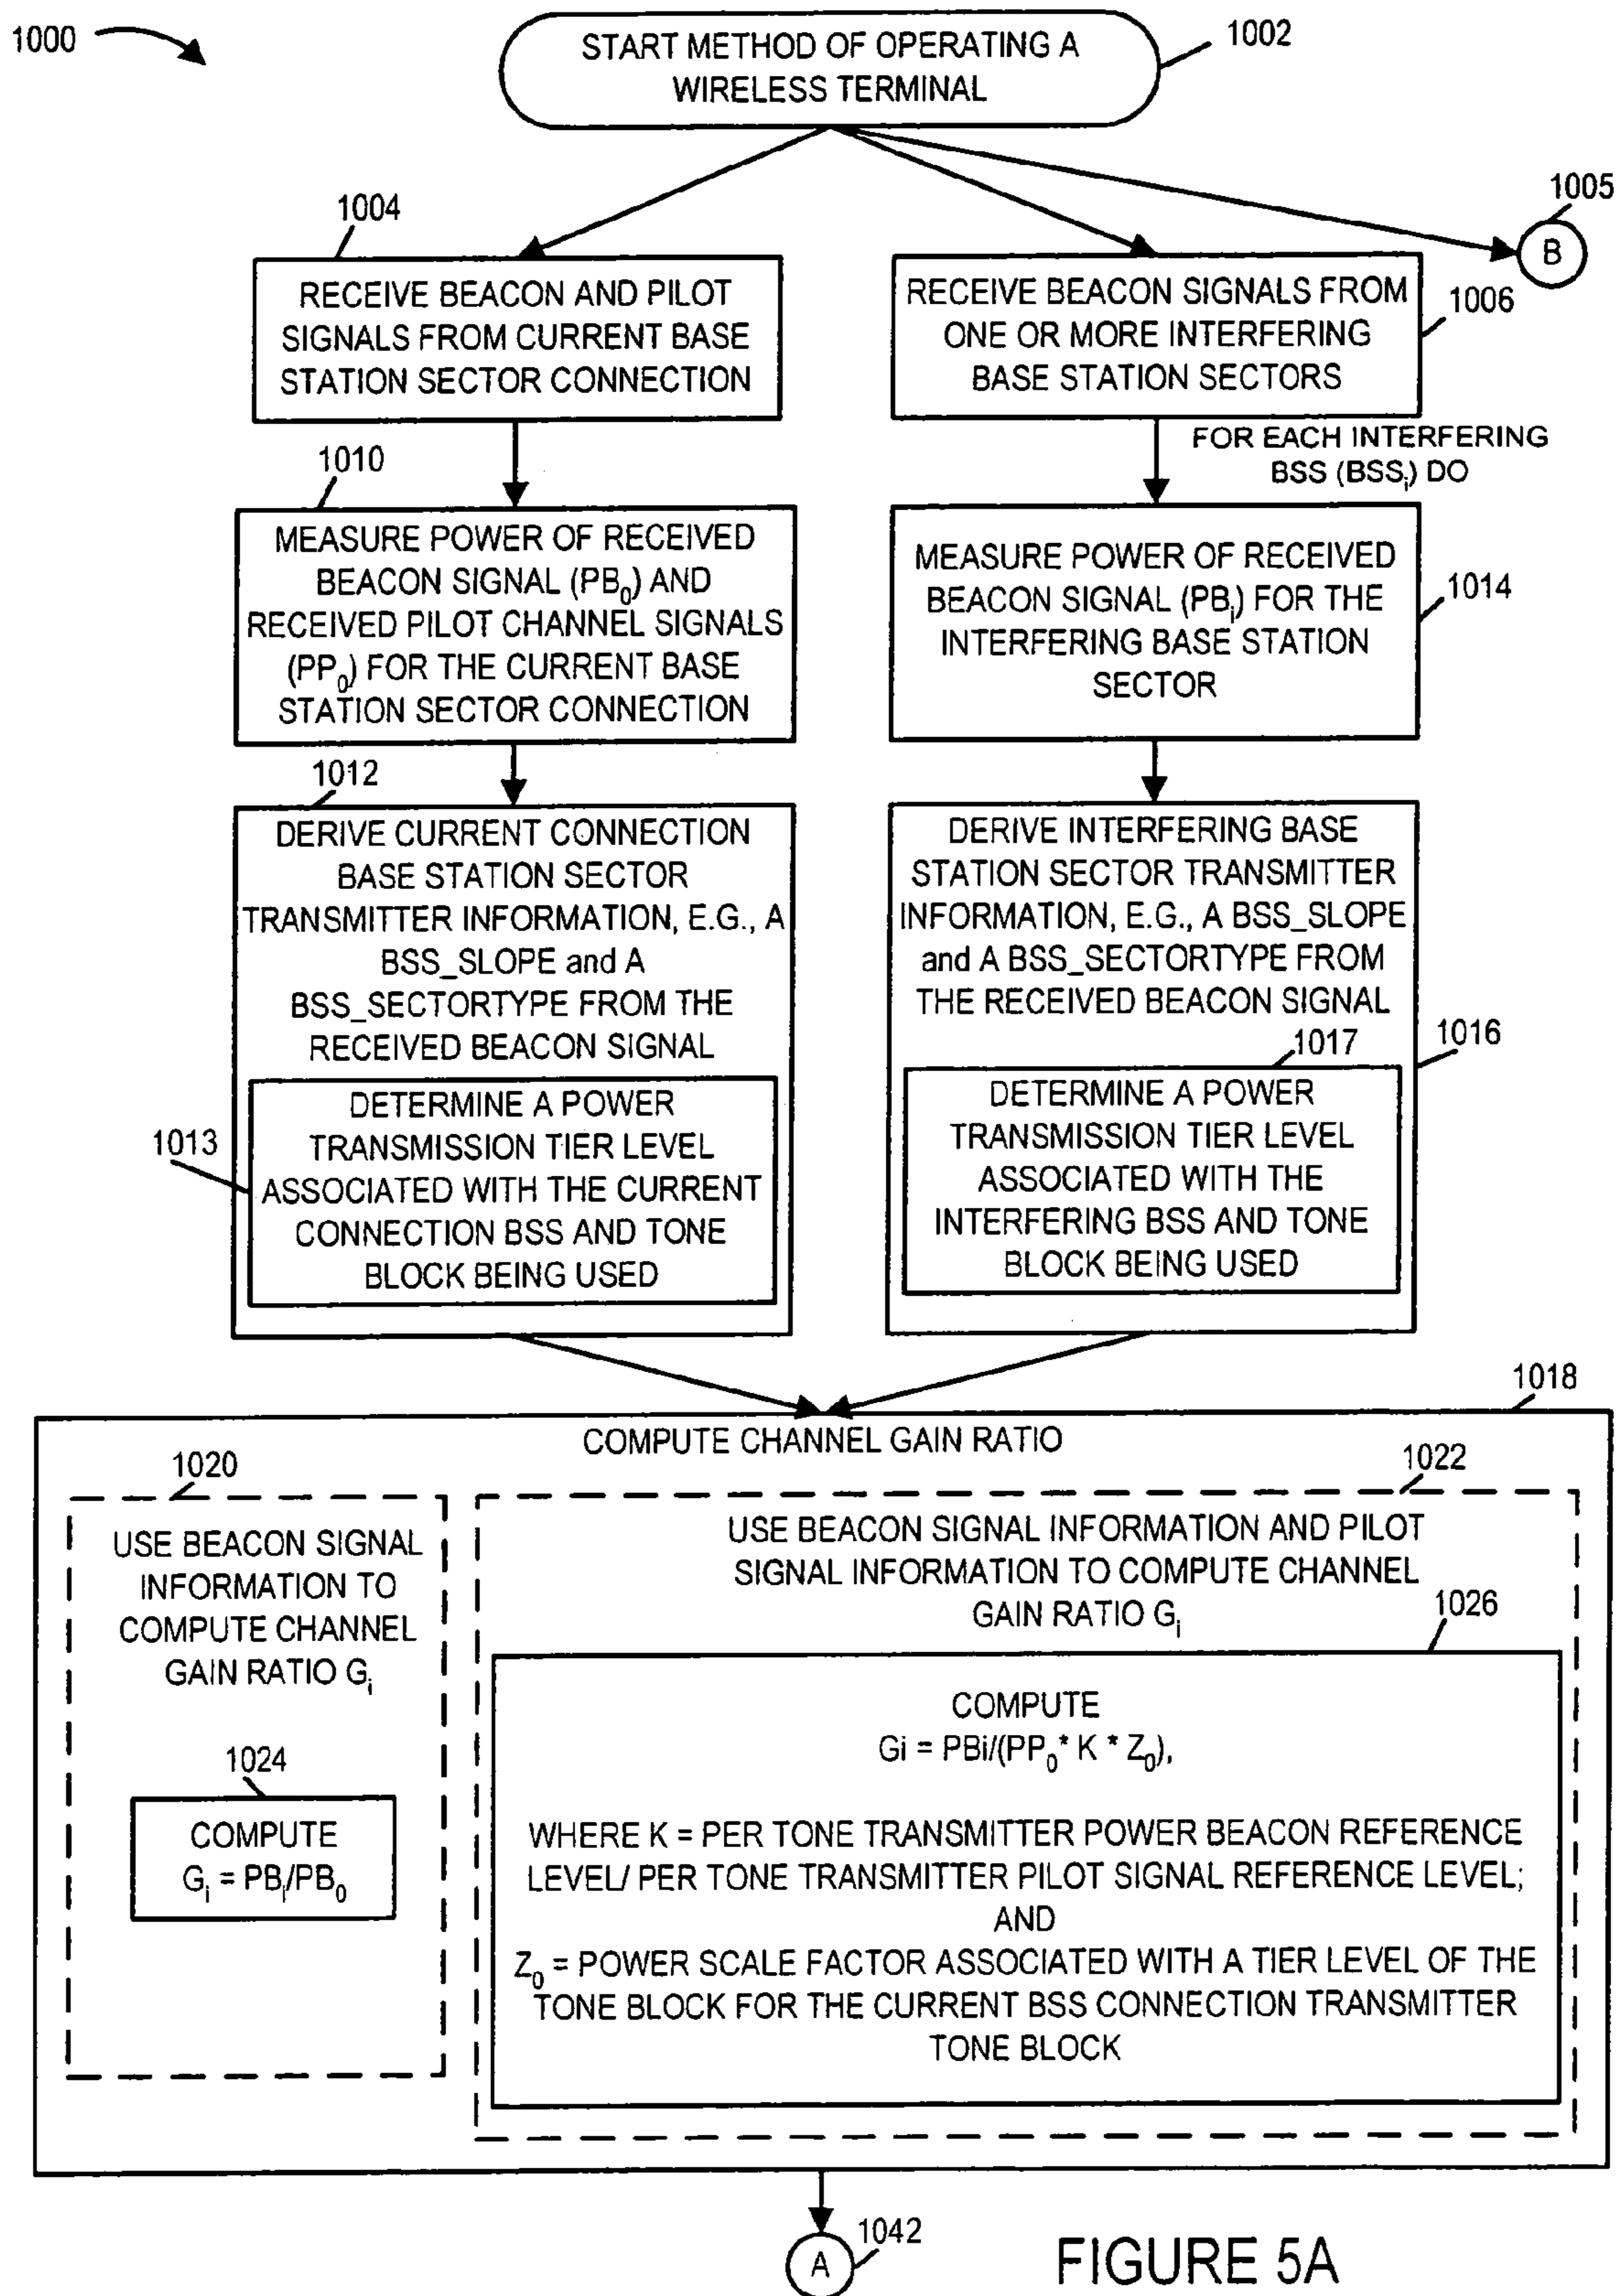 1000
START METHOD OF OPERATING A
WIRELESS TERMINAL
1002
1005
B
1004
RECEIVE BEACON AND PILOT
SIGNALS FROM CURRENT BASE
STATION SECTOR CONNECTION
RECEIVE BEACON SIGNALS FROM
ONE OR MORE INTERFERING
BASE STATION SECTORS
1006
FOR EACH INTERFERING
BSS (BSSi) DO
1010
MEASURE POWER OF RECEIVED
BEACON SIGNAL (PB0) AND
RECEIVED PILOT CHANNEL SIGNALS
(PP0) FOR THE CURRENT BASE
STATION SECTOR CONNECTION
MEASURE POWER OF RECEIVED
BEACON SIGNAL (PBi) FOR THE
INTERFERING BASE STATION
SECTOR
1014
1012
DERIVE CURRENT CONNECTION
BASE STATION SECTOR
TRANSMITTER INFORMATION, E.G., A
BSS_SLOPE and A
BSS_SECTORTYPE FROM THE
RECEIVED BEACON SIGNAL
1013
DETERMINE A POWER
TRANSMISSION TIER LEVEL
ASSOCIATED WITH THE CURRENT
CONNECTION BSS AND TONE
BLOCK BEING USED
DERIVE INTERFERING BASE
STATION SECTOR TRANSMITTER
INFORMATION, E.G., A BSS_SLOPE
and A BSS_SECTORTYPE FROM
THE RECEIVED BEACON SIGNAL
1016
1017
DETERMINE A POWER
TRANSMISSION TIER LEVEL
ASSOCIATED WITH THE
INTERFERING BSS AND TONE
BLOCK BEING USED
1018
COMPUTE CHANNEL GAIN RATIO
1020
USE BEACON SIGNAL
INFORMATION TO
COMPUTE CHANNEL
GAIN RATIO Gi
1024
COMPUTE
Gi = PBi/PB0
1022
USE BEACON SIGNAL INFORMATION AND PILOT
SIGNAL INFORMATION TO COMPUTE CHANNEL
GAIN RATIO Gi
1026
COMPUTE
Gi = PBi/(PP0* K * Z0),
WHERE K = PER TONE TRANSMITTER POWER BEACON REFERENCE
LEVEL/ PER TONE TRANSMITTER PILOT SIGNAL REFERENCE LEVEL;
AND
Z0 = POWER SCALE FACTOR ASSOCIATED WITH A TIER LEVEL OF THE
TONE BLOCK FOR THE CURRENT BSS CONNECTION TRANSMITTER
TONE BLOCK
A
1042
FIGURE 5A